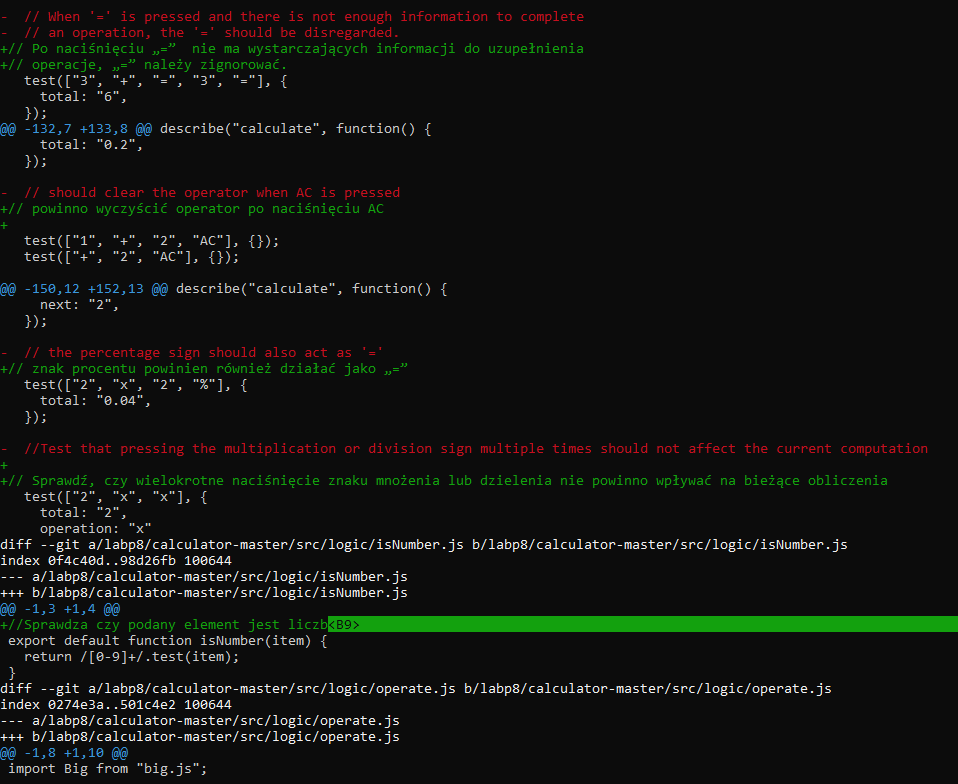 -  // When '=' is pressed and there is not enough information to complete
-  // an operation, the '=' should be disregarded.
+// Po naciśnięciu „=”  nie ma wystarczających informacji do uzupełnienia
+// operacje, „=” należy zignorować.
   test(["3", "+", "=", "3", "="], {
     total: "6",
   });
@@ -132,7 +133,8 @@ describe("calculate", function() {
     total: "0.2",
   });

-  // should clear the operator when AC is pressed
+// powinno wyczyścić operator po naciśnięciu AC
+
   test(["1", "+", "2", "AC"], {});
   test(["+", "2", "AC"], {});

@@ -150,12 +152,13 @@ describe("calculate", function() {
     next: "2",
   });

-  // the percentage sign should also act as '='
+// znak procentu powinien również działać jako „=”
   test(["2", "x", "2", "%"], {
     total: "0.04",
   });

-  //Test that pressing the multiplication or division sign multiple times should not affect the current computation
+
+// Sprawdź, czy wielokrotne naciśnięcie znaku mnożenia lub dzielenia nie powinno wpływać na bieżące obliczenia
   test(["2", "x", "x"], {
     total: "2",
     operation: "x"
diff --git a/labp8/calculator-master/src/logic/isNumber.js b/labp8/calculator-master/src/logic/isNumber.js
index 0f4c40d..98d26fb 100644
--- a/labp8/calculator-master/src/logic/isNumber.js
+++ b/labp8/calculator-master/src/logic/isNumber.js
@@ -1,3 +1,4 @@
+//Sprawdza czy podany element jest liczb<B9>
 export default function isNumber(item) {
   return /[0-9]+/.test(item);
 }
diff --git a/labp8/calculator-master/src/logic/operate.js b/labp8/calculator-master/src/logic/operate.js
index 0274e3a..501c4e2 100644
--- a/labp8/calculator-master/src/logic/operate.js
+++ b/labp8/calculator-master/src/logic/operate.js
@@ -1,8 +1,10 @@
 import Big from "big.js";